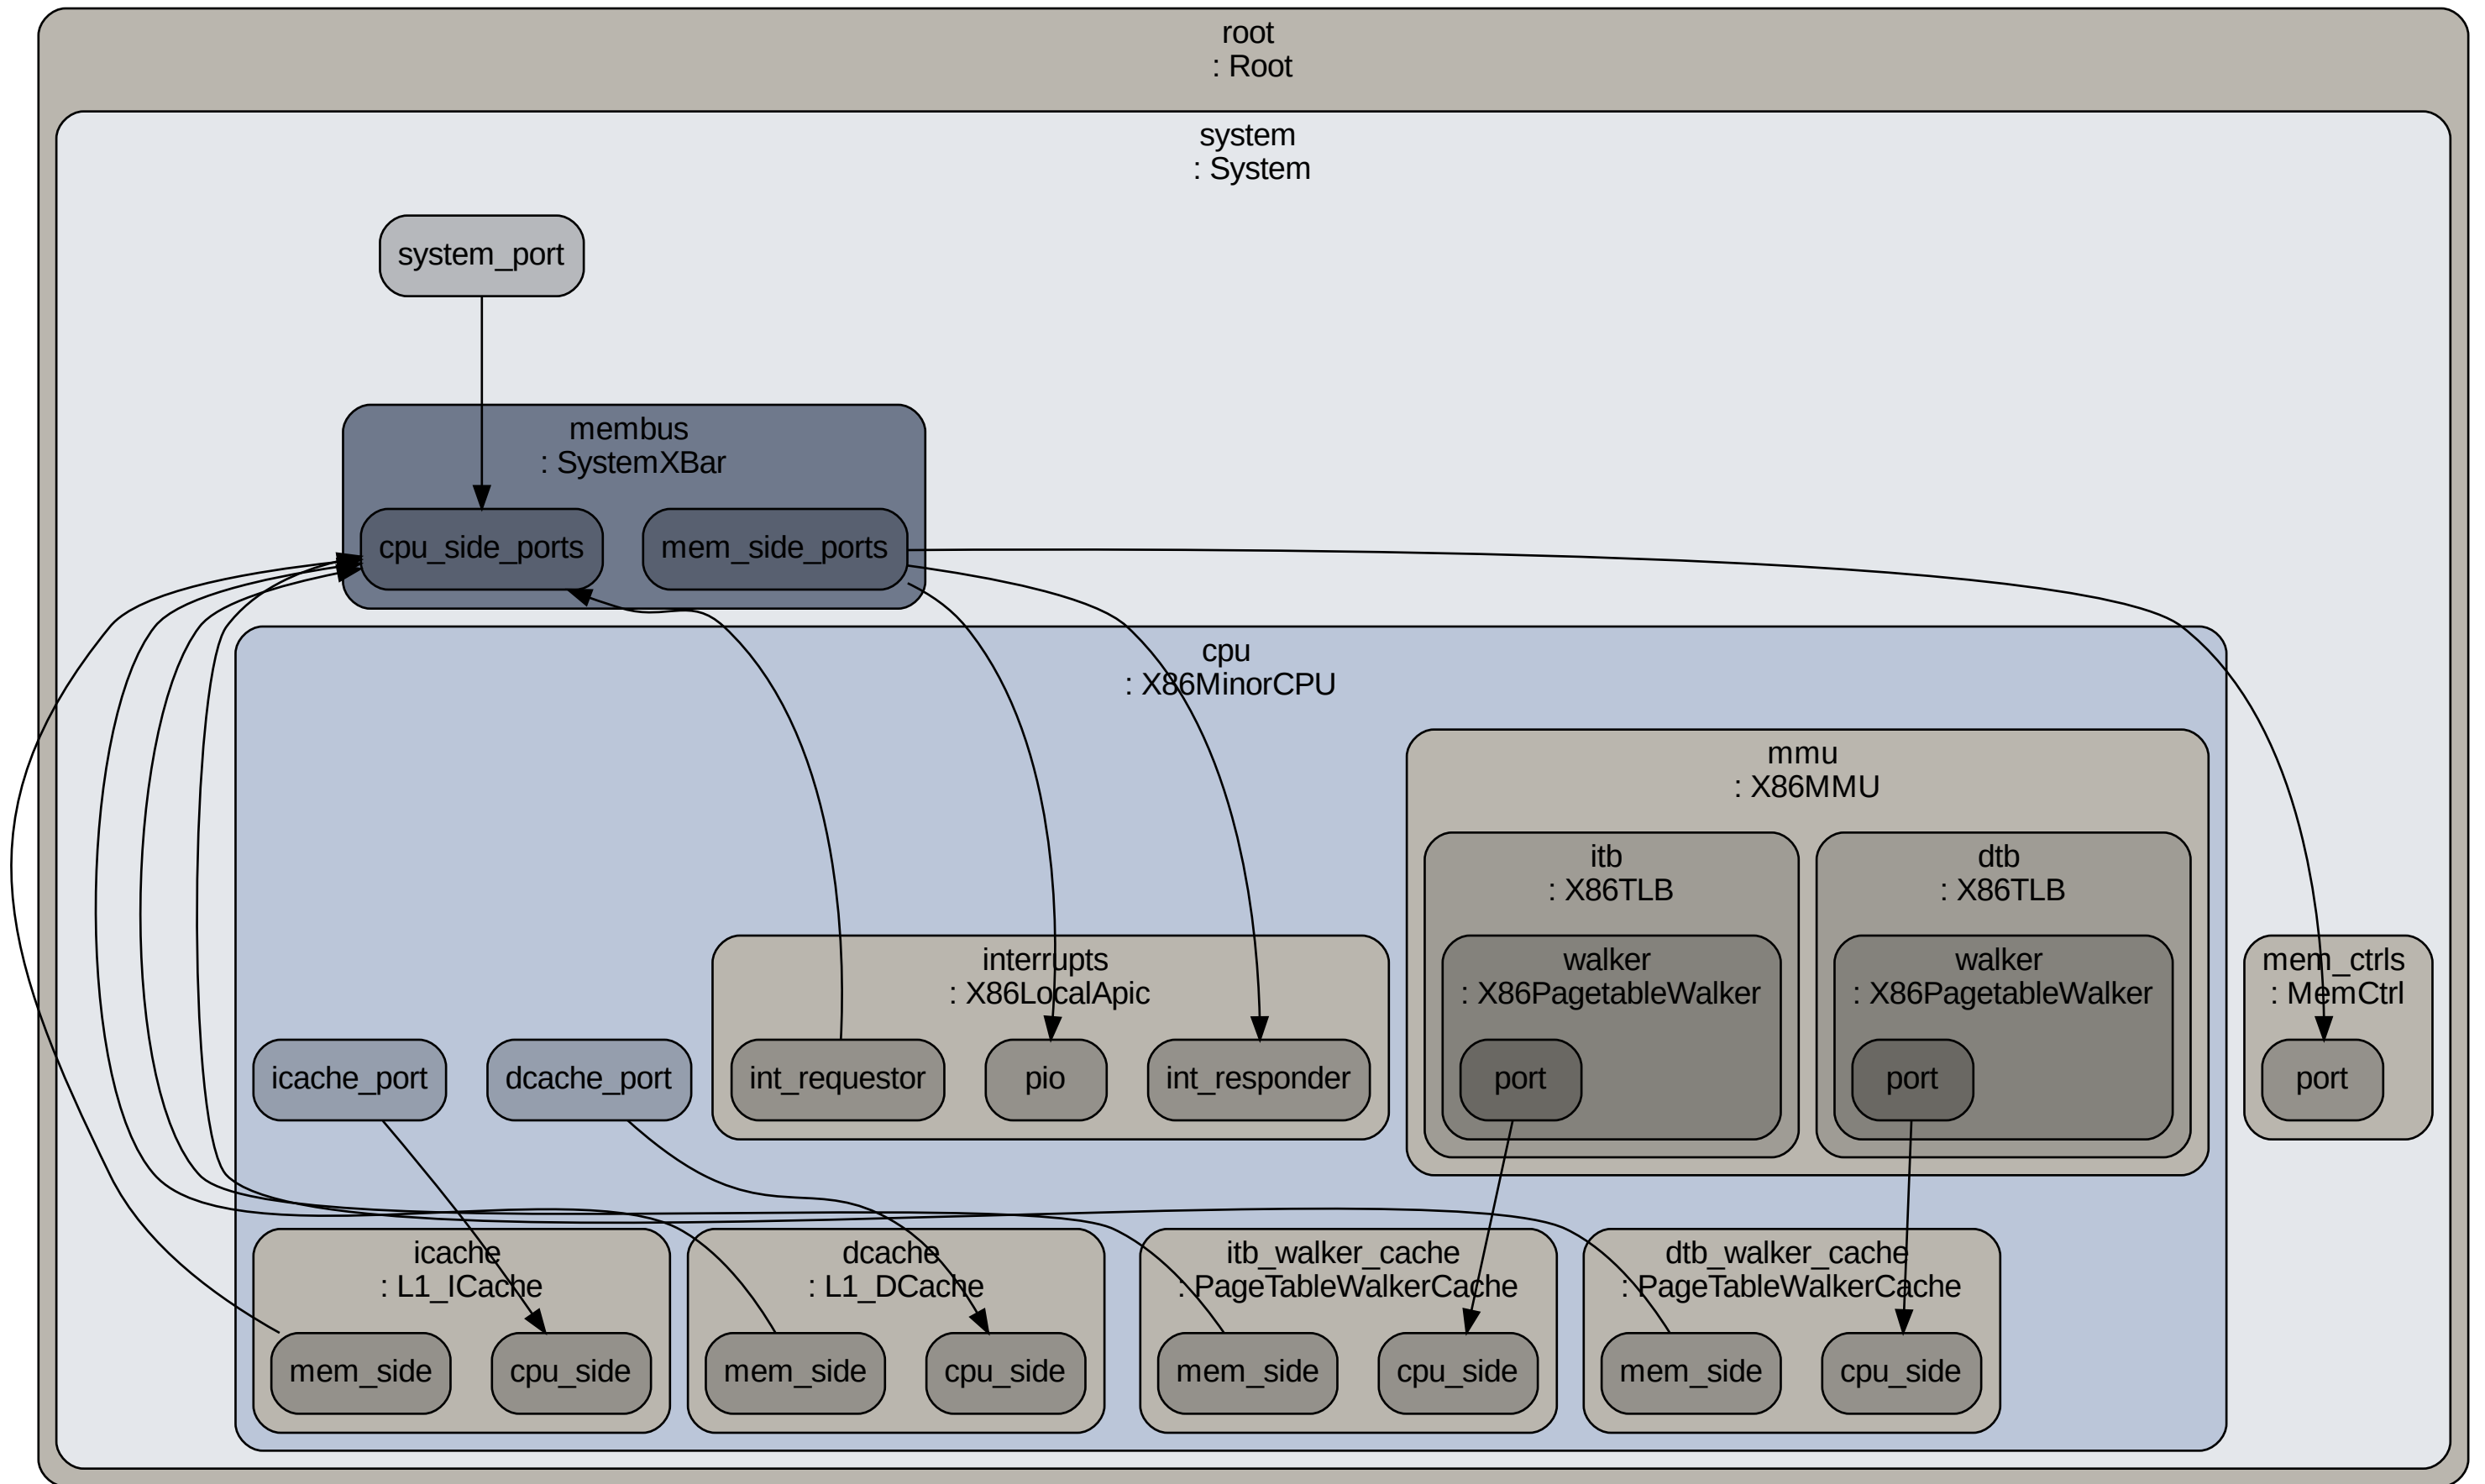 root
: Root
system
: System
system_port
membus
: SystemXBar
cpu_side_ports
mem_side_ports
cpu
: X86MinorCPU
mmu
: X86MMU
itb
: X86TLB
dtb
: X86TLB
interrupts
: X86LocalApic
walker
: X86PagetableWalker
walker
: X86PagetableWalker
mem_ctrls
: MemCtrl
icache_port
dcache_port
int_requestor
pio
int_responder
port
port
port
icache
: L1_ICache
dcache
: L1_DCache
itb_walker_cache
: PageTableWalkerCache
dtb_walker_cache
: PageTableWalkerCache
mem_side
cpu_side
mem_side
cpu_side
mem_side
cpu_side
mem_side
cpu_side